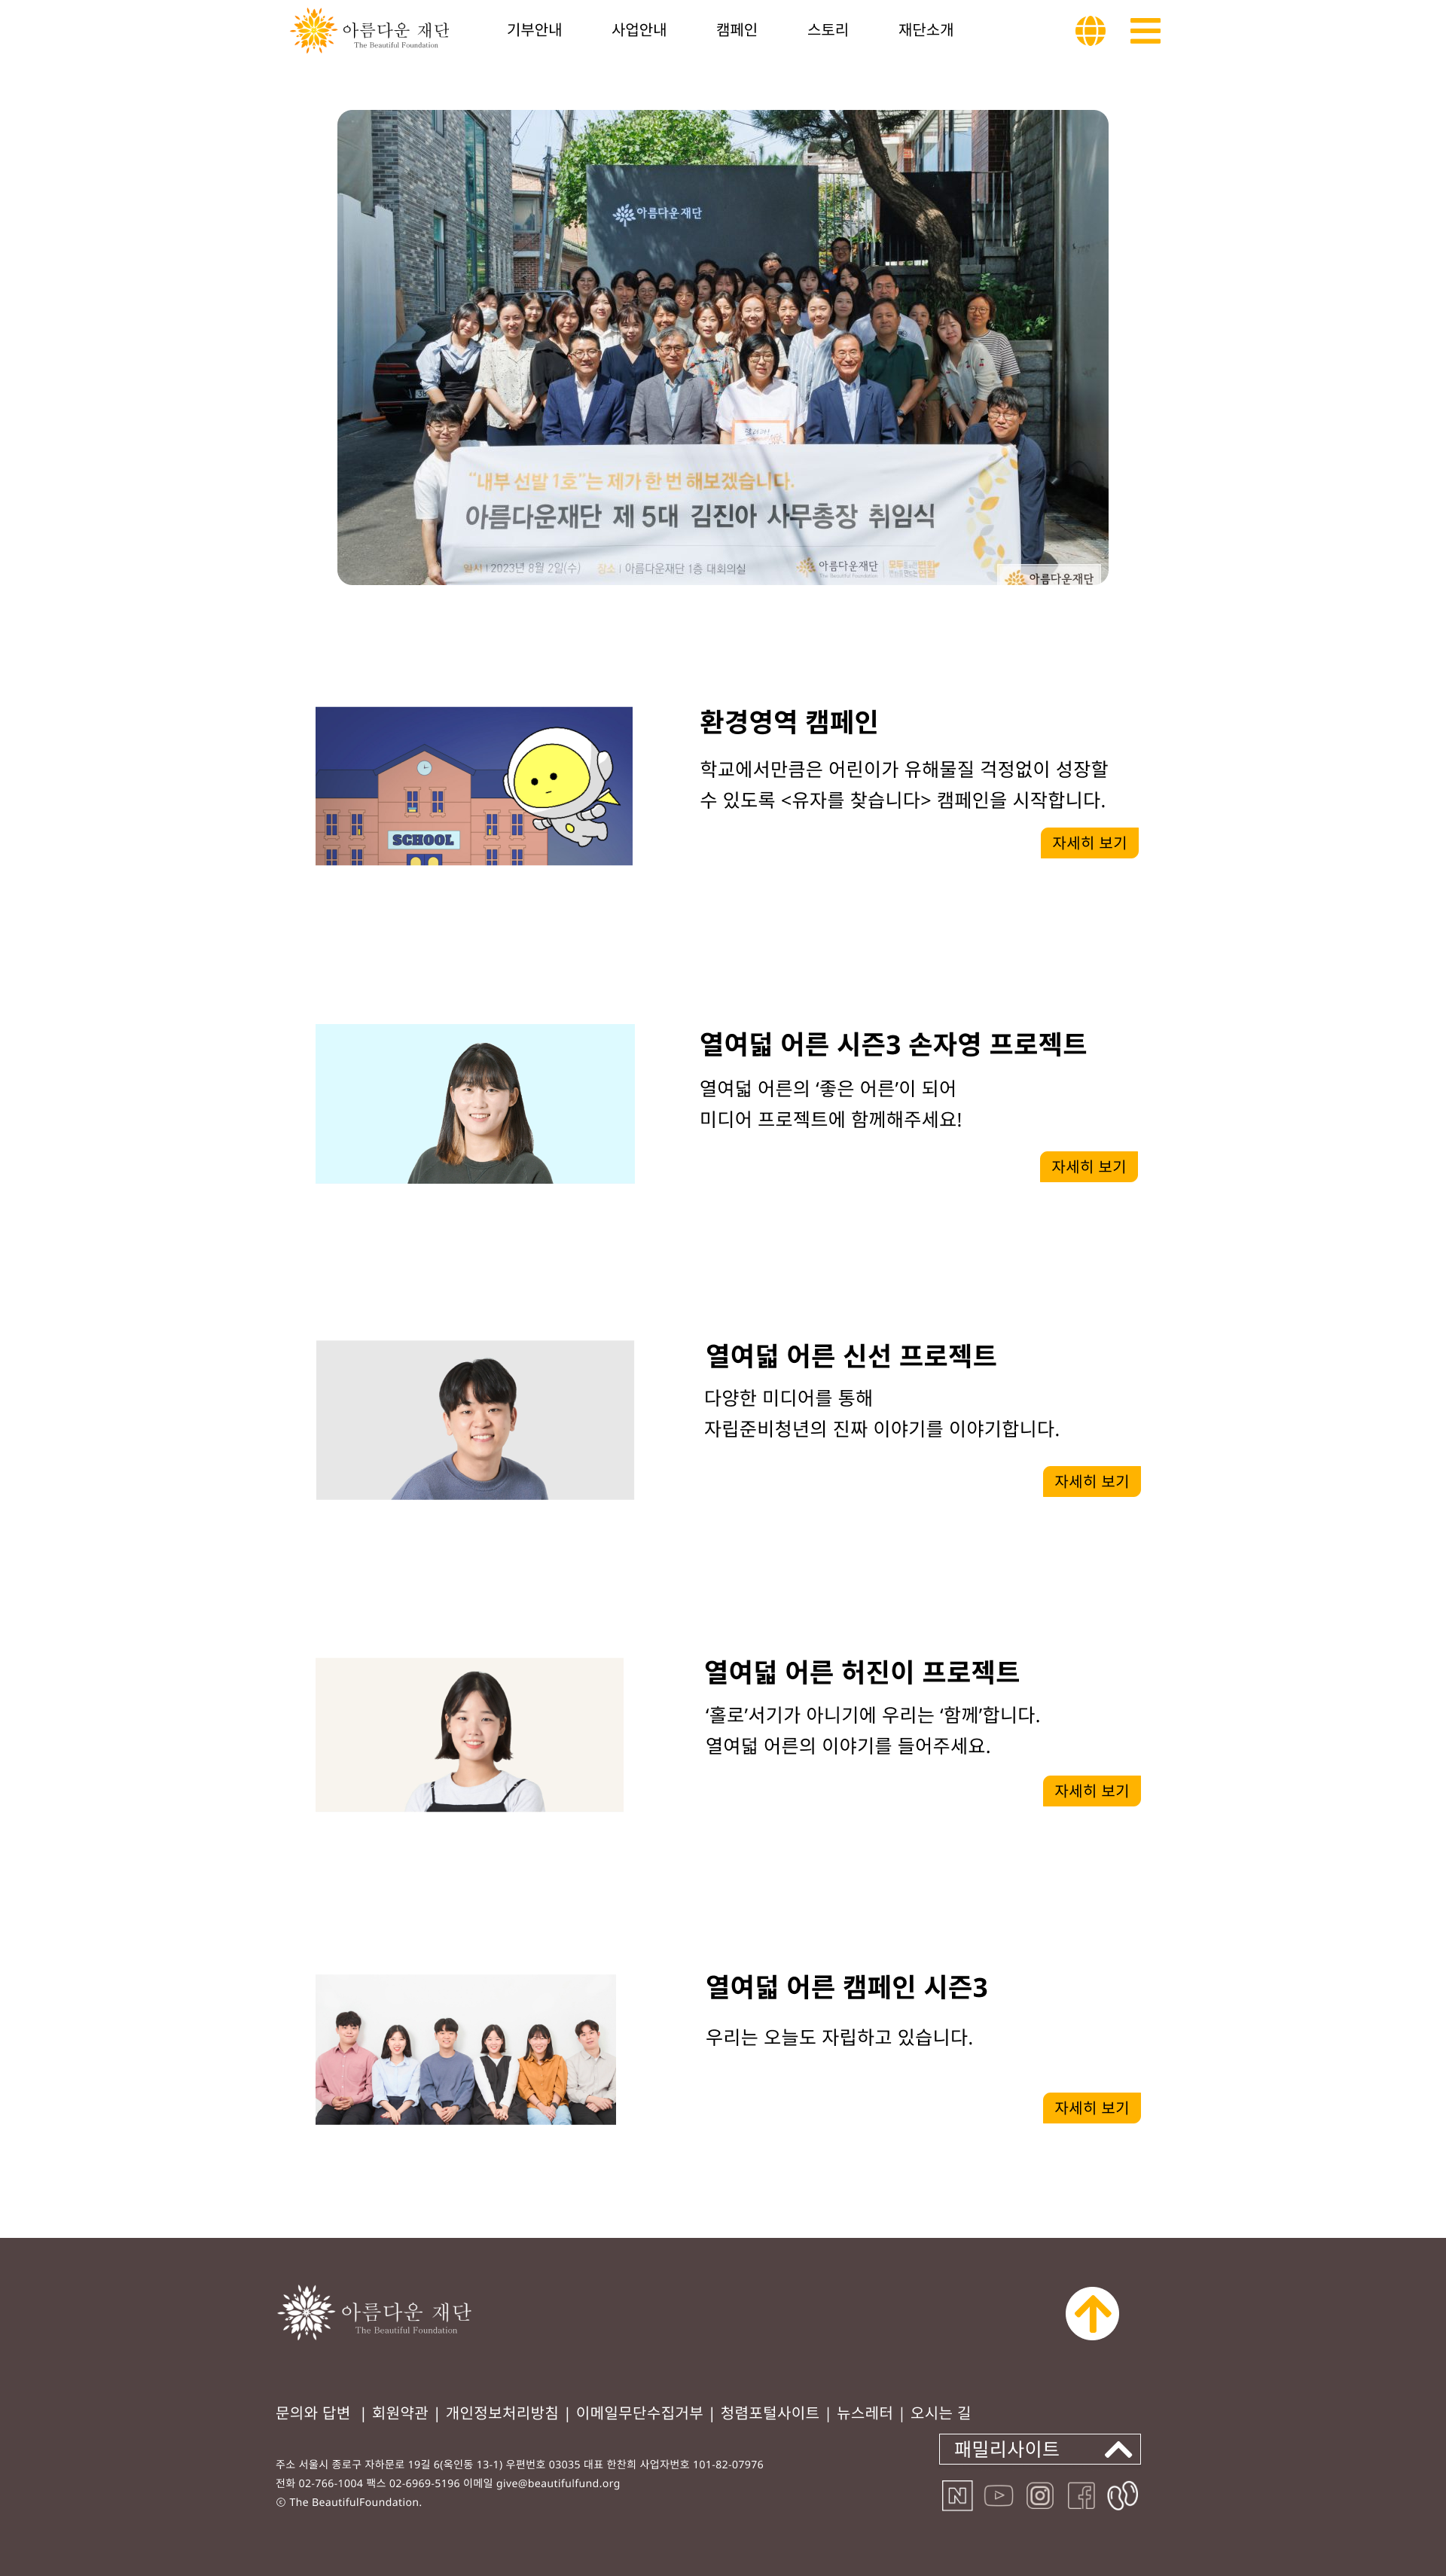 아름다운 재단
The Beautiful Foundation
기부안내 사업안내 캠페인 스토리 재단소개
아름다운재단
"내부 선발 1호"는 제가 한 번 해보겠습니다.
아름다운재단 제 5대 김진아 사무총장 취임식
일시 | 2023년 8월 2일(수) 장소 | 아름다운재단 1층 대회의실
아름다운재단
The Beautiful Foundation
아름다운재단
환경영역 캠페인
학교에서만큼은 어린이가 유해물질 걱정없이 성장할
수 있도록 <유자를 찾습니다> 캠페인을 시작합니다.
SCHOOL
자세히 보기
열여덟 어른 시즌3 손자영 프로젝트
열여덟 어른의 ‘좋은 어른’이 되어
미디어 프로젝트에 함께해주세요!
자세히 보기
열여덟 어른 신선 프로젝트
다양한 미디어를 통해
자립준비청년의 진짜 이야기를 이야기합니다.
자세히 보기
열여덟 어른 허진이 프로젝트
‘홀로’서기가 아니기에 우리는 ‘함께’합니다.
열여덟 어른의 이야기를 들어주세요.
자세히 보기
열여덟 어른 캠페인 시즌3
우리는 오늘도 자립하고 있습니다.
자세히 보기
아름다운 재단
The Beautiful Foundation
문의와 답변 | 회원약관 | 개인정보처리방침 | 이메일무단수집거부 | 청렴포털사이트 | 뉴스레터 | 오시는 길
패밀리사이트
주소 서울시 종로구 자하문로 19길 6(옥인동 13-1) 우편번호 03035 대표 한찬희 사업자번호 101-82-07976
전화 02-766-1004 팩스 02-6969-5196 이메일 give@beautifulfund.org
ⓒ The BeautifulFoundation.